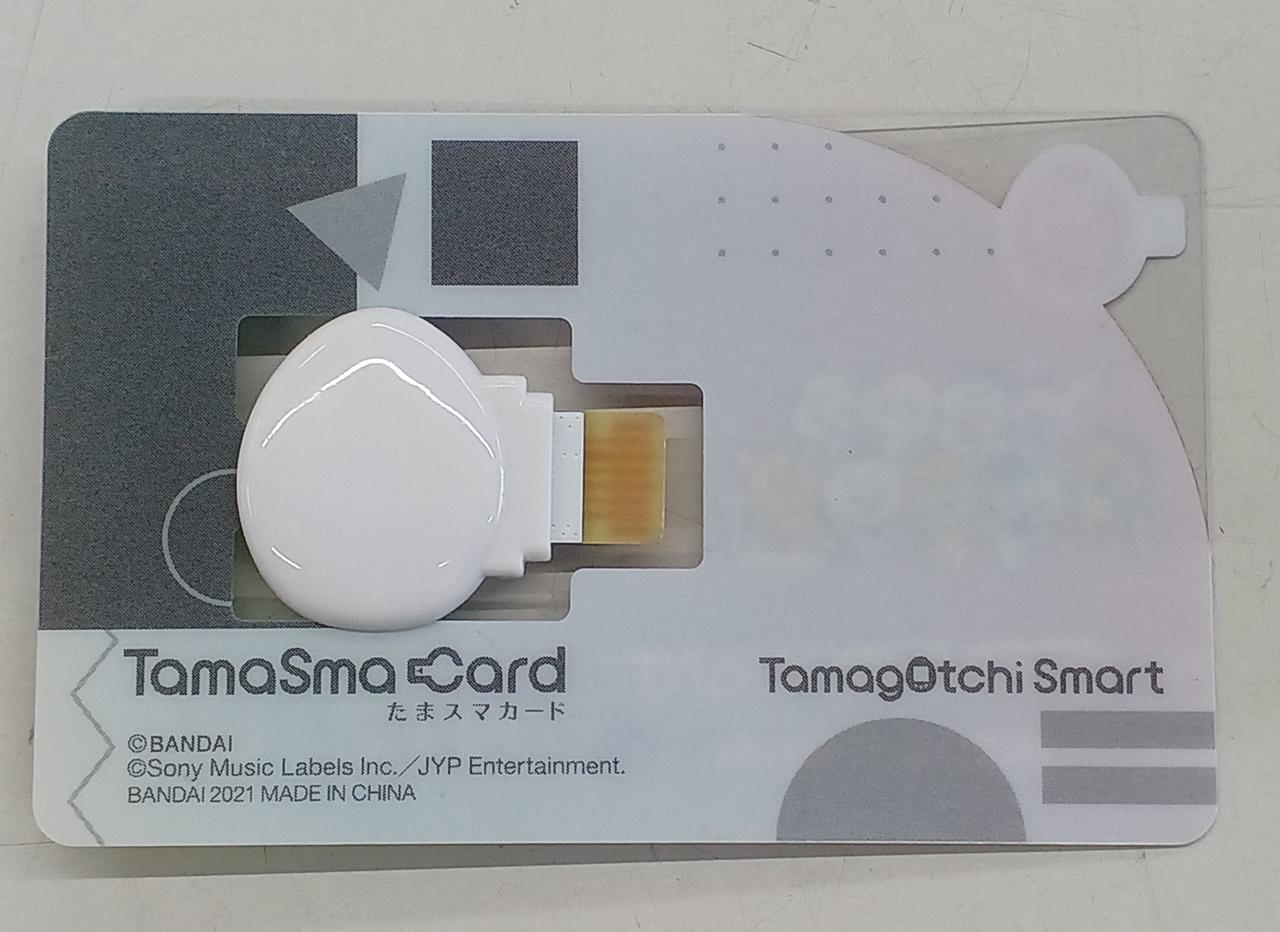 TamaSma Card
たまスマカード
©BANDAI
©Sony Music Labels Inc./JYP Entertainment.
BANDAI 2021 MADE IN CHINA
Tamagotchi Smart